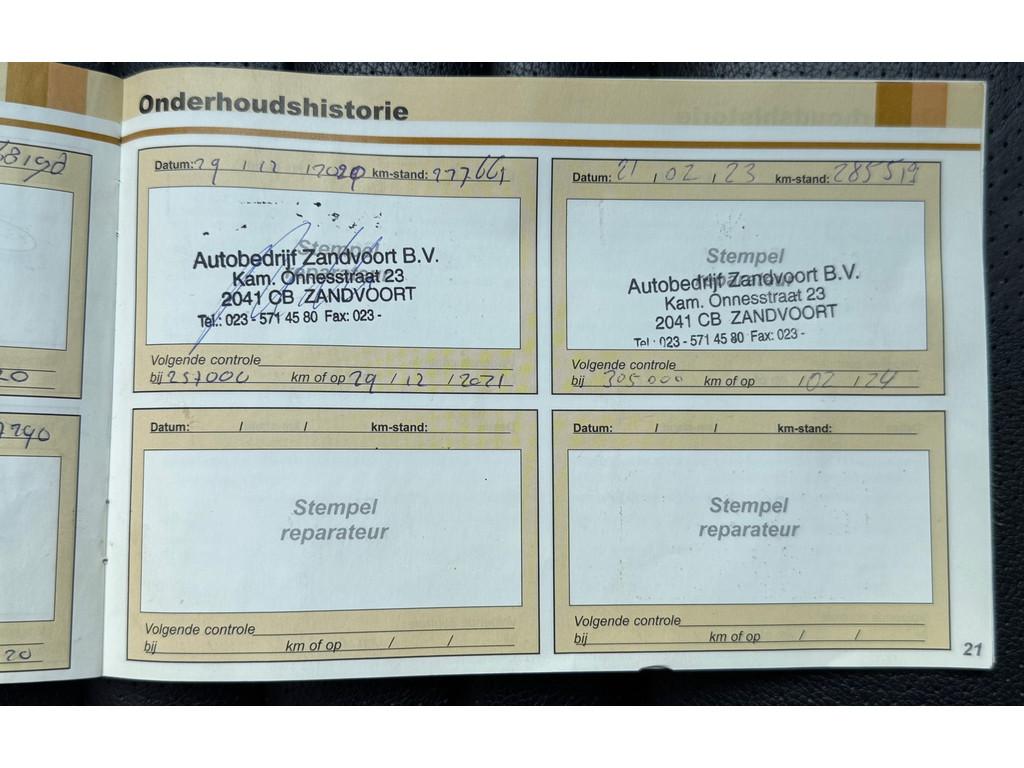 Onderhoudshistorie
Datum: 29 / 12 / 2020 km-stand: 277661
Stempel
reparateur
Autobedrijf Zandvoort B.V.
Kam. Onnesstraat 23
2041 CB ZANDVOORT
Tel.: 023 - 571 45 80 Fax: 023 -
Volgende controle
bij 257000 km of op 29 / 12 / 2021
Datum: 21 / 02 / 23 km-stand: 285519
Stempel
reparateur
Autobedrijf Zandvoort B.V.
Kam. Onnesstraat 23
2041 CB ZANDVOORT
Tel.: 023 - 571 45 80 Fax: 023 -
Volgende controle
bij 305000 km of op / 02 / 24
Datum: / / km-stand:
Stempel
reparateur
Volgende controle
bij km of op / /
Datum: / / km-stand:
Stempel
reparateur
Volgende controle
bij km of op / /
21